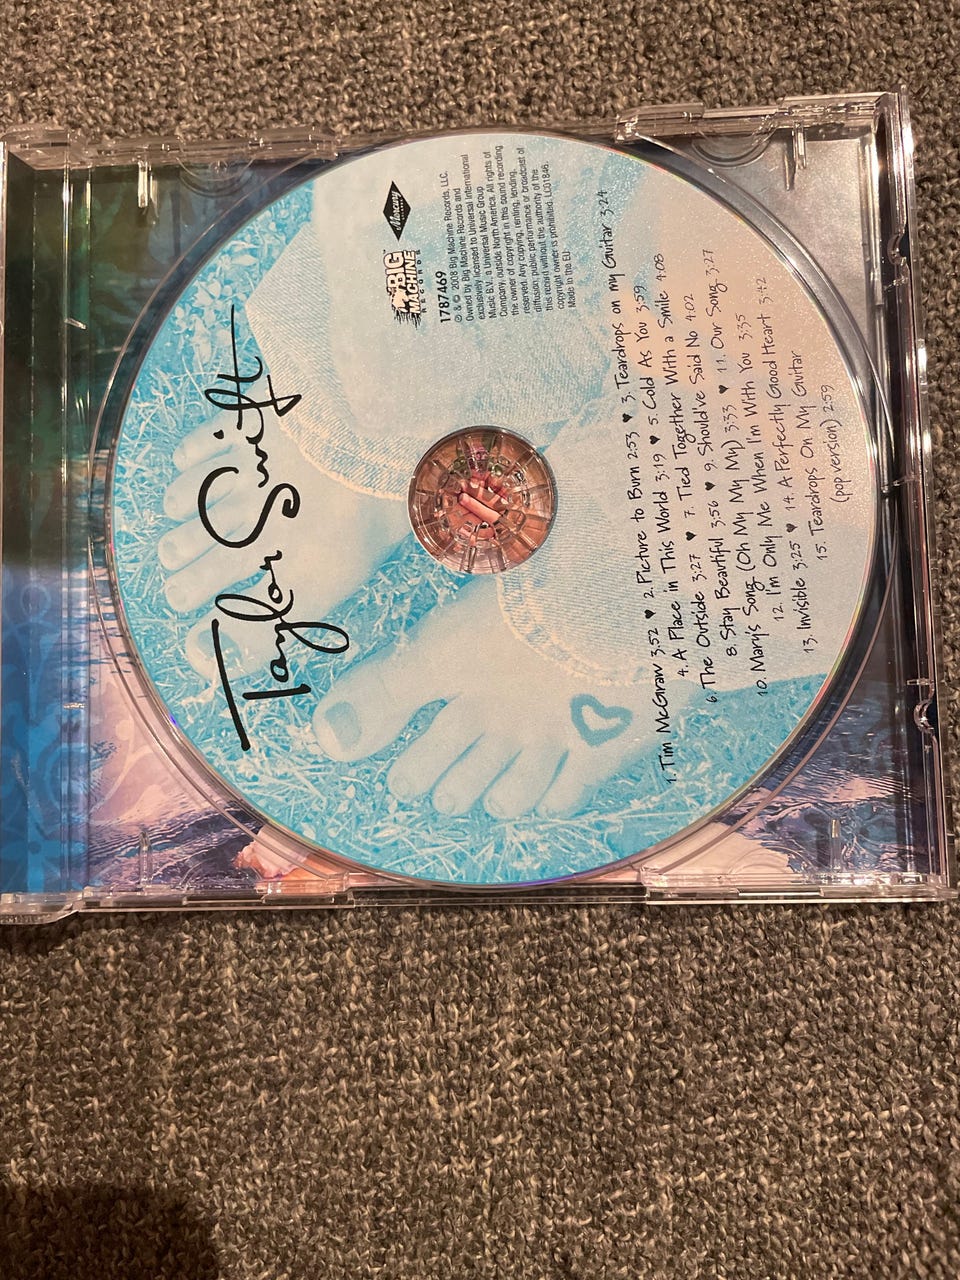 Taylor Swift
BIG
MACHINE
RECORDS
Mercury
RECORDS
1787469
℗ & © 2008 Big Machine Records, LLC.
Owned by Big Machine Records and
exclusively licensed to Universal International
Music B.V., a Universal Music Group
Company, outside North America. All rights of
the owner of copyright in this sound recording
reserved. Any copying, renting, lending,
diffusion, public performance or broadcast of
this record without the authority of the
copyright owner is prohibited. LC01846.
Made in the EU.
1. Tim McGraw 3:52 ♥ 2. Picture to Burn 2:53 ♥ 3. Teardrops on my Guitar 3:24
4. A Place in This World 3:19 ♥ 5. Cold As You 3:59
6. The Outside 3:27 ♥ 7. Tied Together With a Smile 4:08
8. Stay Beautiful 3:56 ♥ 9. Should've Said No 4:02
10. Mary's Song (Oh My My My) 3:33 ♥ 11. Our Song 3:27
12. I'm Only Me When I'm With You 3:35
13. Invisible 3:25 ♥ 14. A Perfectly Good Heart 3:42
15. Teardrops On My Guitar
(pop version) 2:59